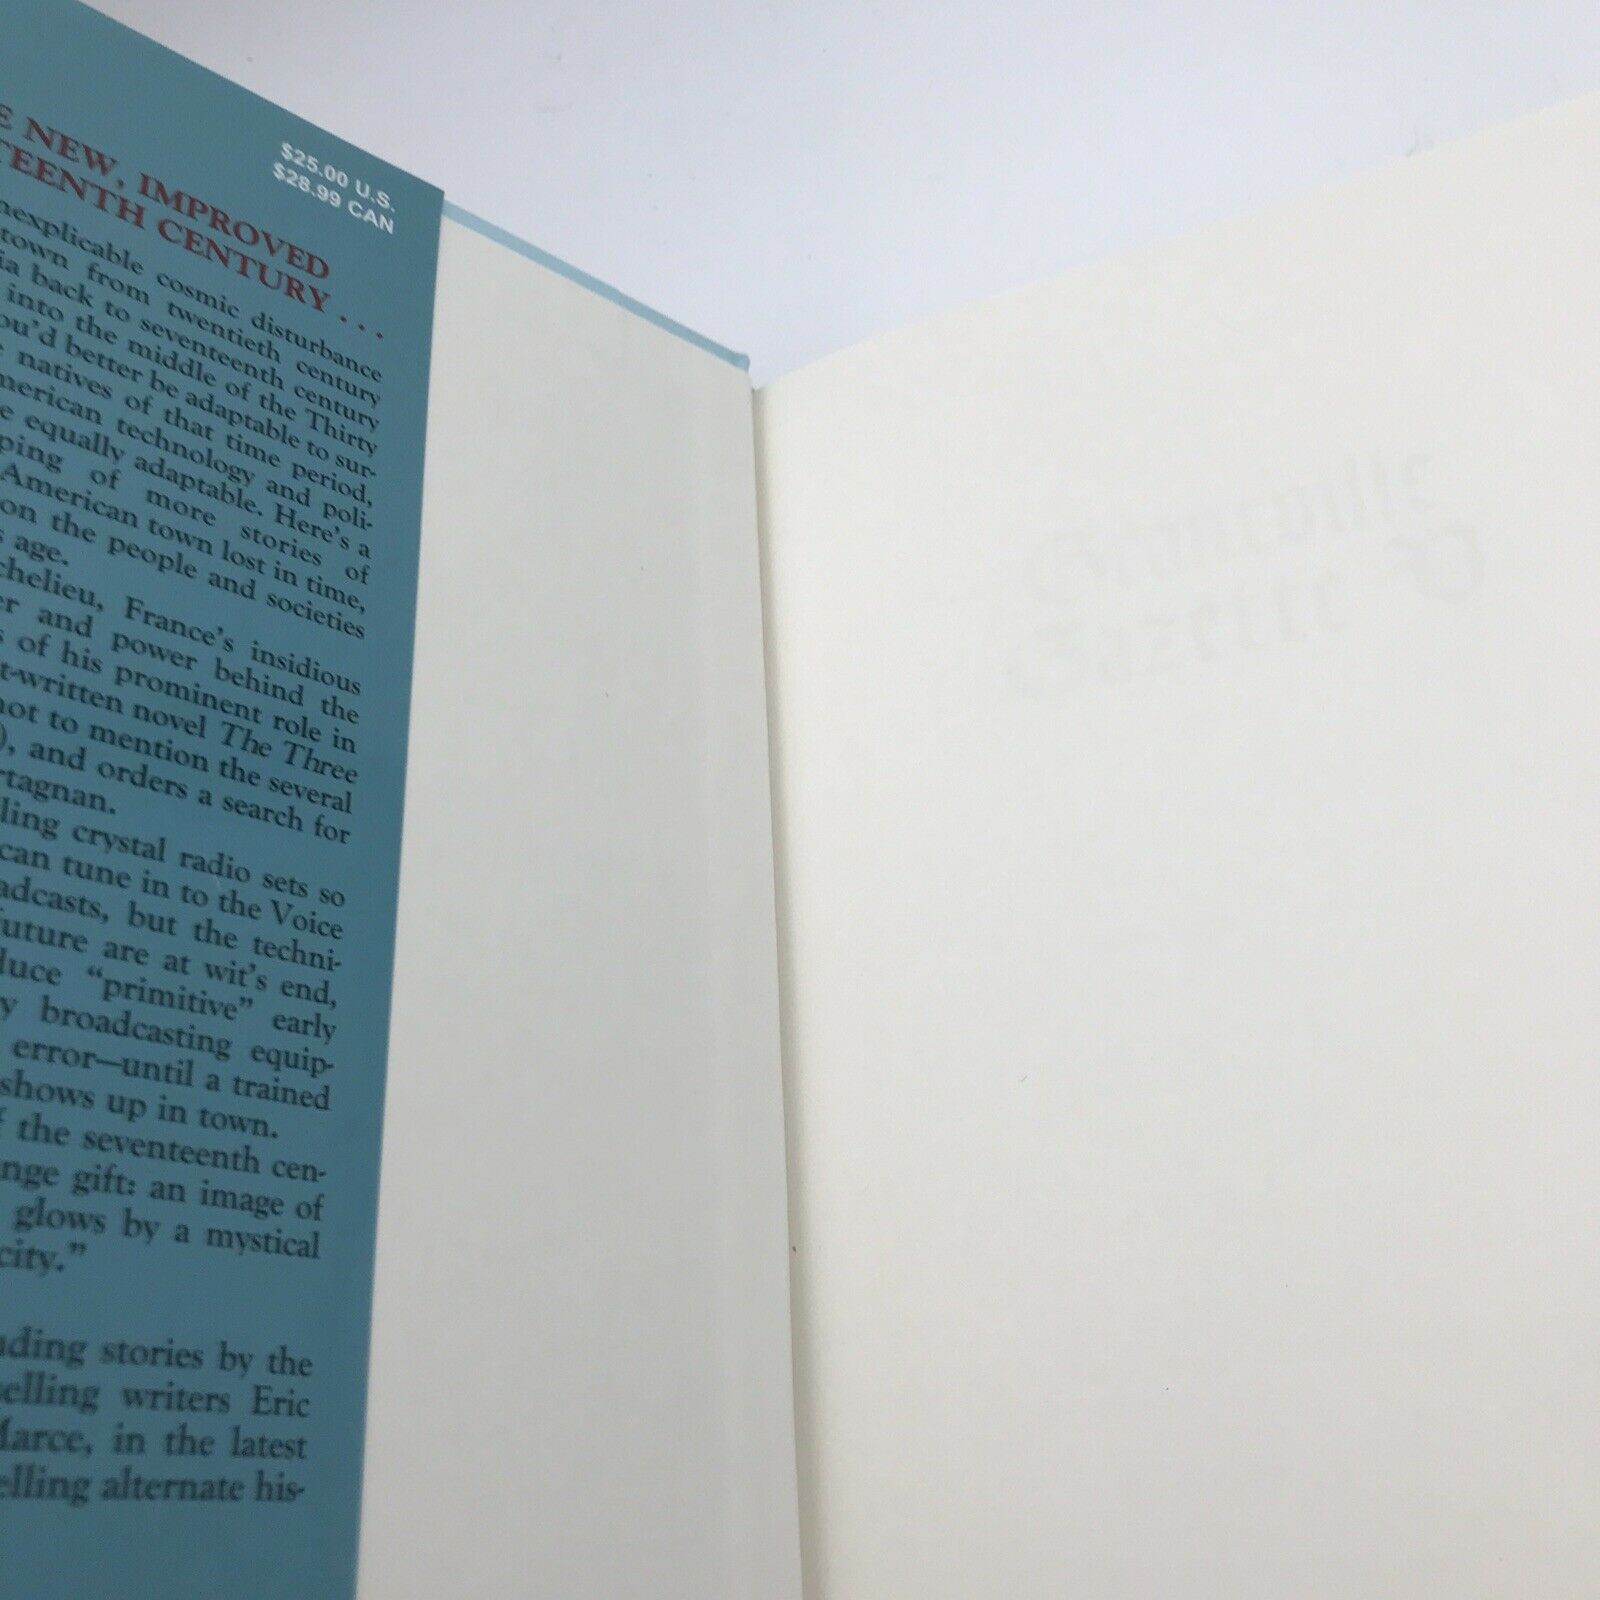 $25.00 U.S.
$28.99 CAN
E NEW, IMPROVED
TEENTH CENTURY . . .
nexplicable cosmic disturbance
town from twentieth century
ia back to seventeenth century
into the middle of the Thirty
ou'd better be adaptable to sur-
natives of that time period,
merican technology and poli-
e equally adaptable. Here's a
ping of more stories of
American town lost in time,
on the people and societies
s age.
chelieu, France's insidious
er and power behind the
s of his prominent role in
t-written novel The Three
not to mention the several
), and orders a search for
rtagnan.
ling crystal radio sets so
can tune in to the Voice
adcasts, but the techni-
future are at wit's end,
duce "primitive" early
y broadcasting equip-
error—until a trained
shows up in town.
f the seventeenth cen-
nge gift: an image of
glows by a mystical
city."
ding stories by the
elling writers Eric
Marce, in the latest
elling alternate his-
Grantville
Gazette V